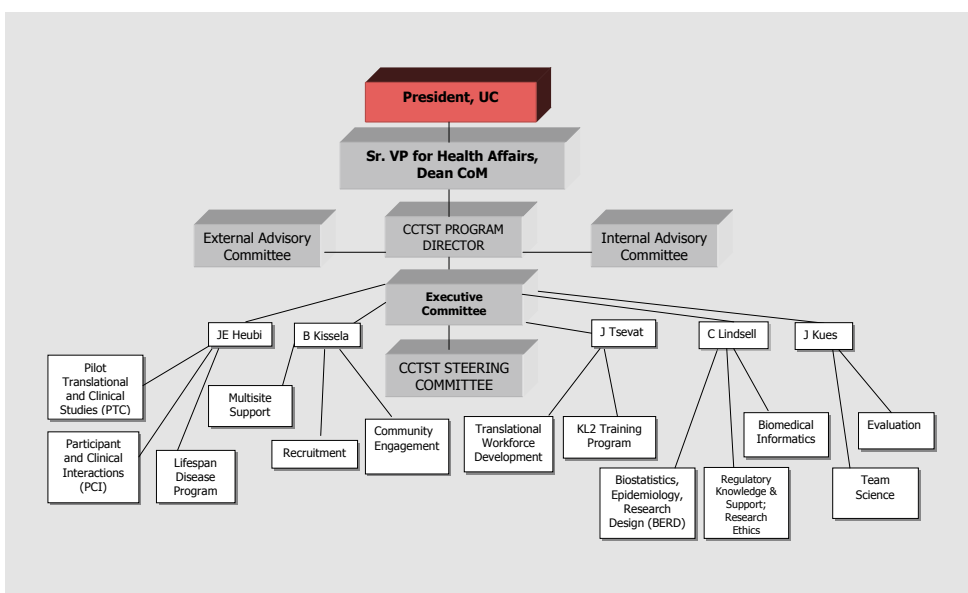 President, UC
Sr. VP for Health Affairs,
Dean CoM
CCTST PROGRAM
DIRECTOR
External Advisory
Committee
Internal Advisory
Committee
Executive
Committee
CCTST STEERING
COMMITTEE
JE Heubi
B Kissela
J Tsevat
C Lindsell
J Kues
Pilot
Translational
and Clinical
Studies (PTC)
Participant
and Clinical
Interactions
(PCI)
Lifespan
Disease
Program
Multisite
Support
Recruitment
Community
Engagement
Translational
Workforce
Development
KL2 Training
Program
Biostatistics,
Epidemiology,
Research
Design (BERD)
Regulatory
Knowledge &
Support;
Research
Ethics
Biomedical
Informatics
Team
Science
Evaluation